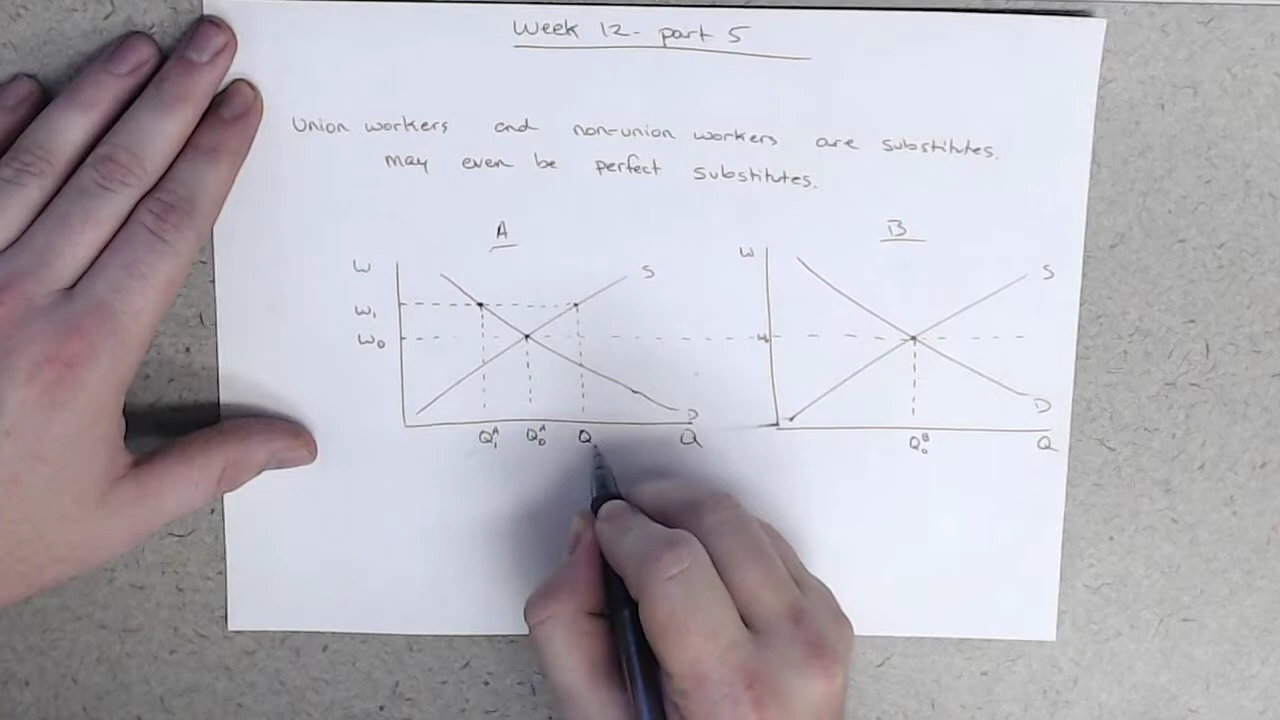 Week 12 - part 5
Union workers and non-union workers are substitutes.
may even be perfect substitutes.
A
B
W
S
W₁
W₀
D
Q₁ᴬ Q₀ᴬ Q Q
W
S
D
Q₀ᴮ Q